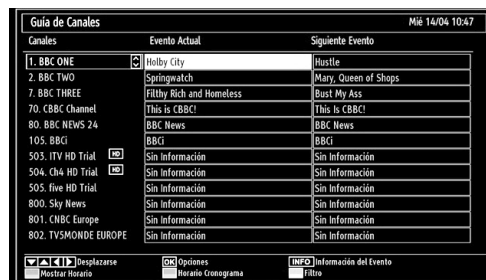 Guía de Canales Mié 14/04 10:47
Canales Evento Actual Siguiente Evento
1. BBC ONE Holby City Hustle
2. BBC TWO Springwatch Mary, Queen of Shops
7. BBC THREE Filthy Rich and Homeless Bust My Ass
70. CBBC Channel This is CBBC! This Is CBBC!
80. BBC NEWS 24 BBC News BBC News
105. BBCi BBCi BBCi
503. ITV HD Trial HD Sin Información Sin Información
504. Ch4 HD Trial HD Sin Información Sin Información
505. five HD Trial Sin Información Sin Información
800. Sky News Sin Información Sin Información
801. CNBC Europe Sin Información Sin Información
802. TV5MONDE EUROPE Sin Información Sin Información
Desplazarse OK Opciones INFO Información del Evento
Mostrar Horario Horario Cronograma Filtro